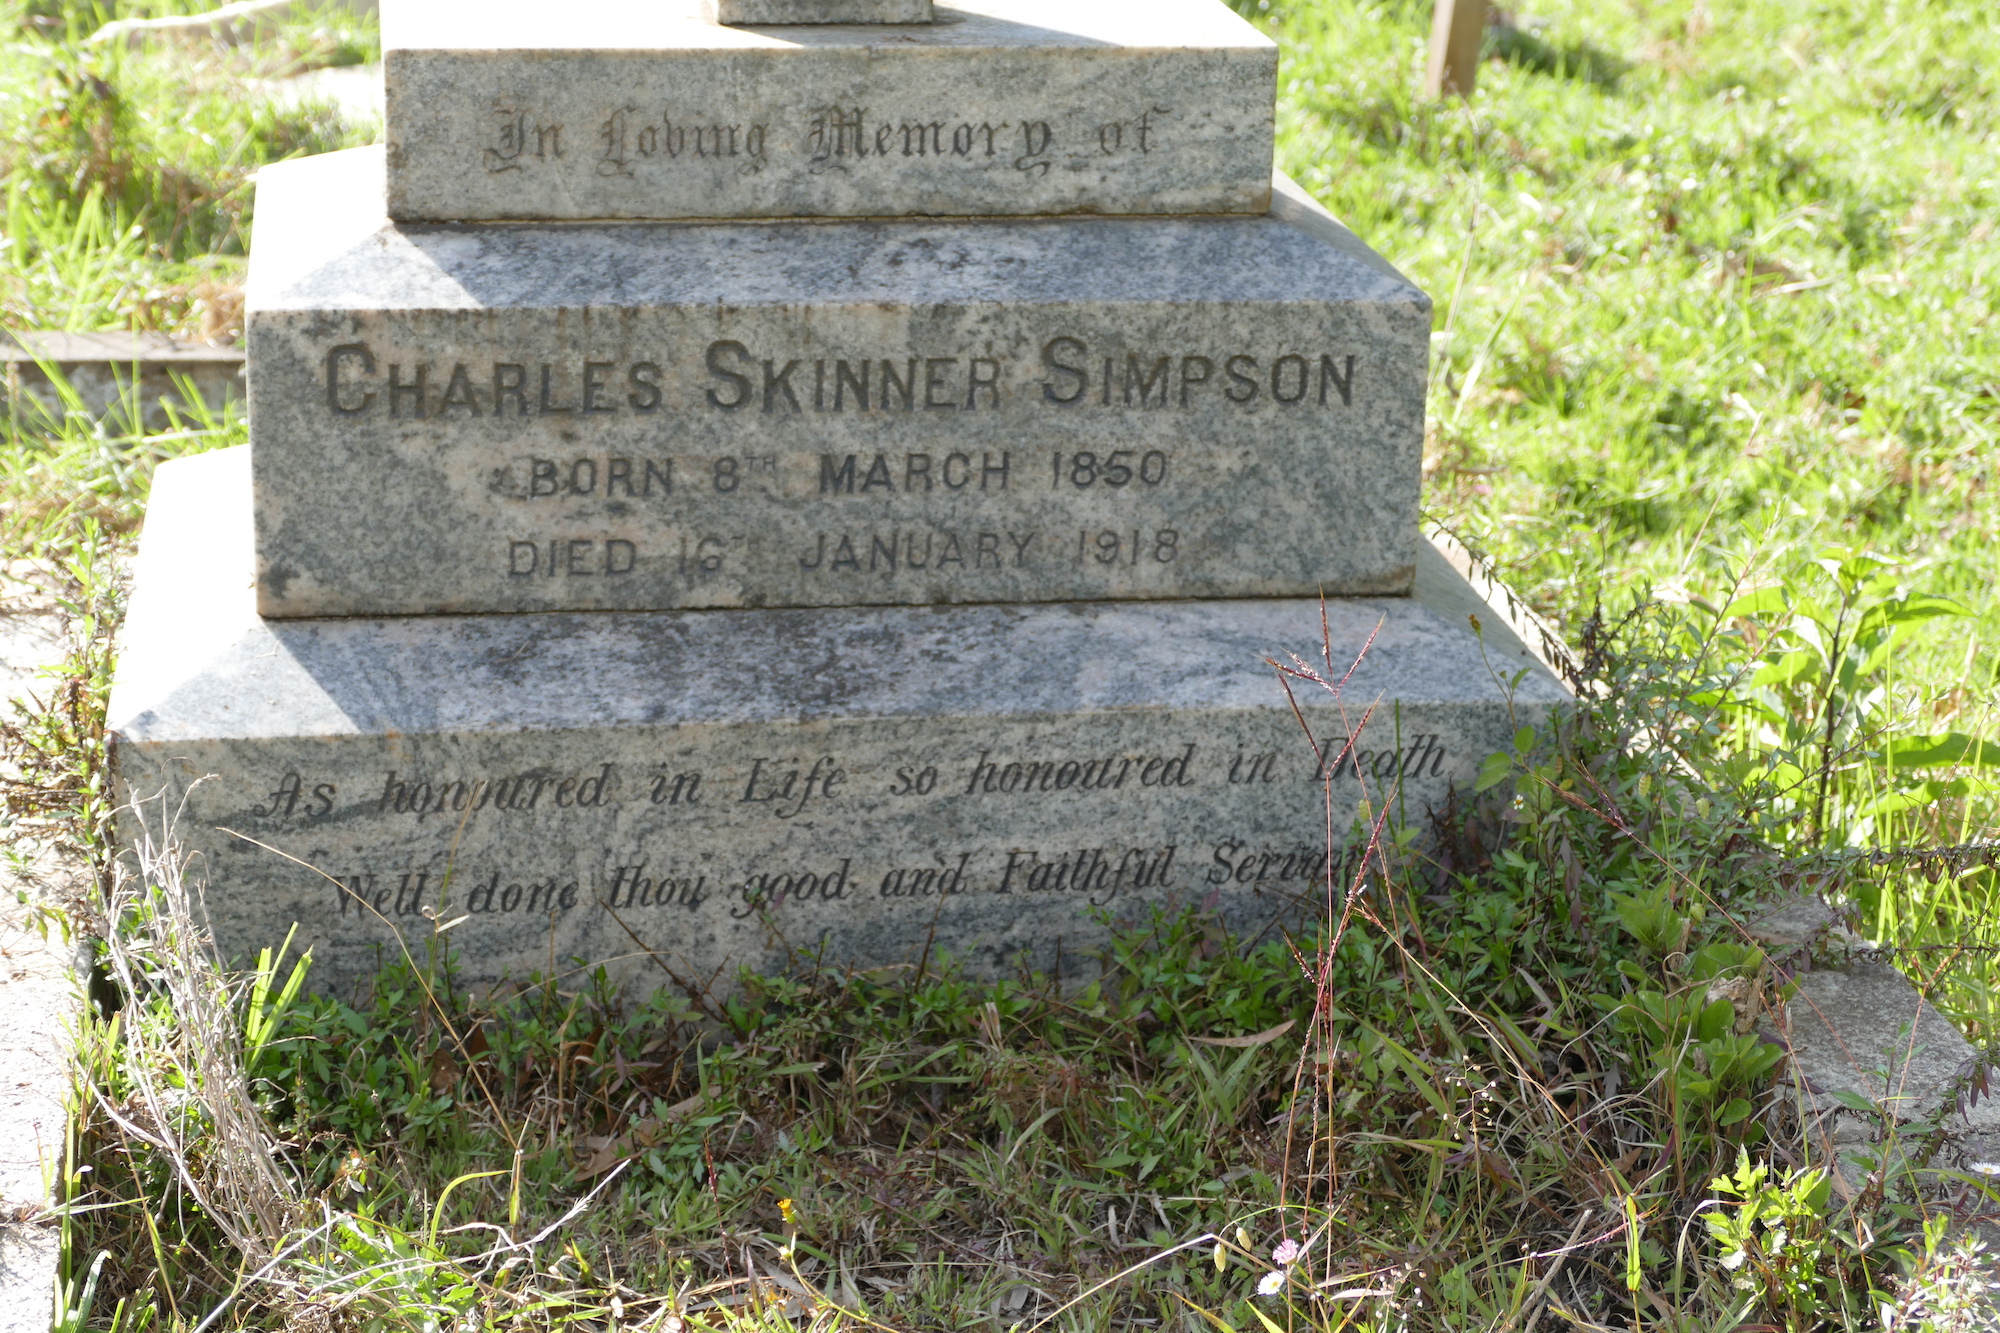 In Loving Memory of
CHARLES SKINNER SIMPSON
BORN 8TH MARCH 1850
DIED 16TH JANUARY 1918
As honoured in Life so honoured in Death
Well done thou good and Faithful Servant